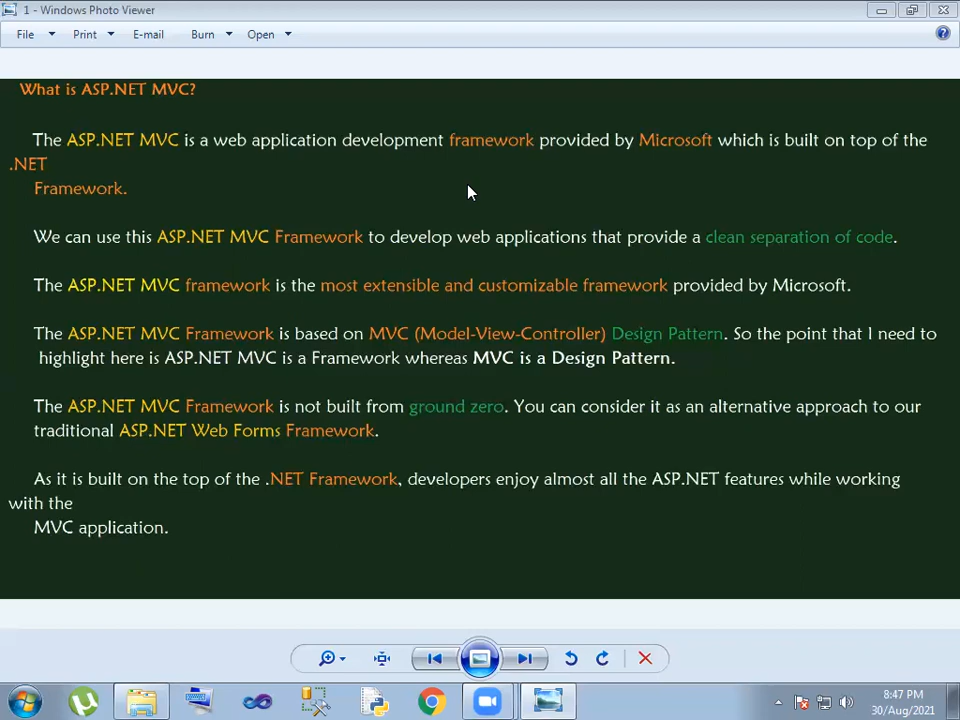 1 - Windows Photo Viewer
File Print E-mail Burn Open
What is ASP.NET MVC?
The ASP.NET MVC is a web application development framework provided by Microsoft which is built on top of the
.NET
Framework.
We can use this ASP.NET MVC Framework to develop web applications that provide a clean separation of code.
The ASP.NET MVC framework is the most extensible and customizable framework provided by Microsoft.
The ASP.NET MVC Framework is based on MVC (Model-View-Controller) Design Pattern. So the point that I need to
highlight here is ASP.NET MVC is a Framework whereas MVC is a Design Pattern.
The ASP.NET MVC Framework is not built from ground zero. You can consider it as an alternative approach to our
traditional ASP.NET Web Forms Framework.
As it is built on the top of the .NET Framework, developers enjoy almost all the ASP.NET features while working
with the
MVC application.
8:47 PM
30/Aug/2021